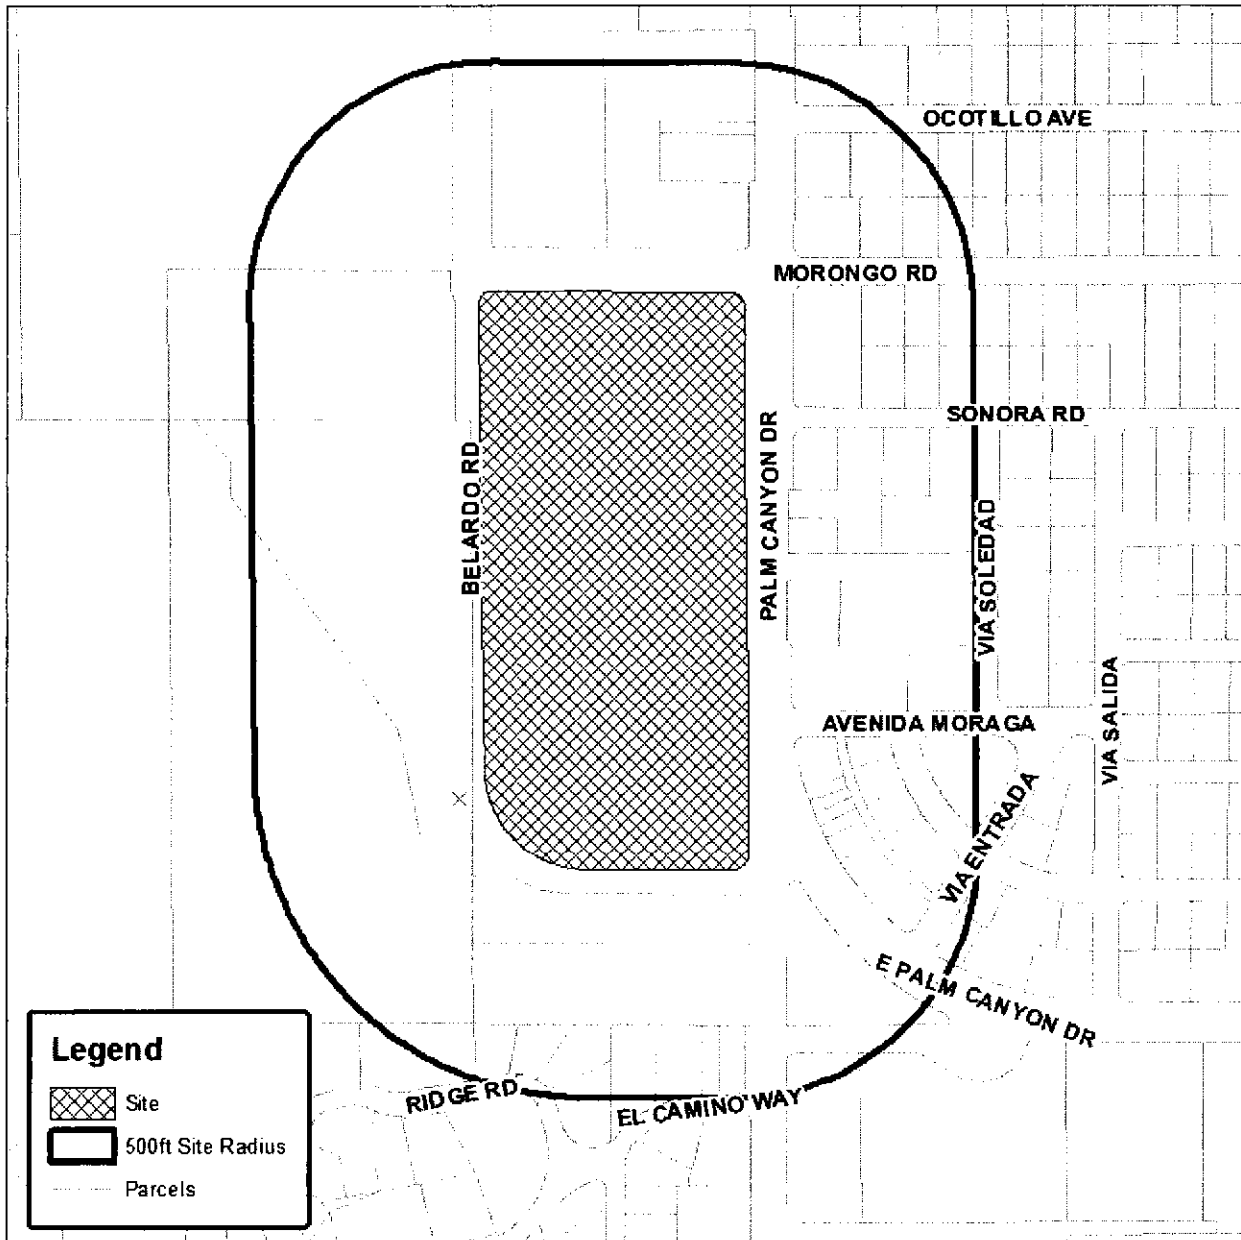 OCOTILLO AVE
MORONGO RD
SONORA RD
BELARDO RD
PALM CANYON DR
VIA SOLEDAD
AVENIDA MORAGA
VIA SALIDA
VIA ENTRADA
E PALM CANYON DR
RIDGE RD
EL CAMINO WAY
Legend
Site
500ft Site Radius
Parcels